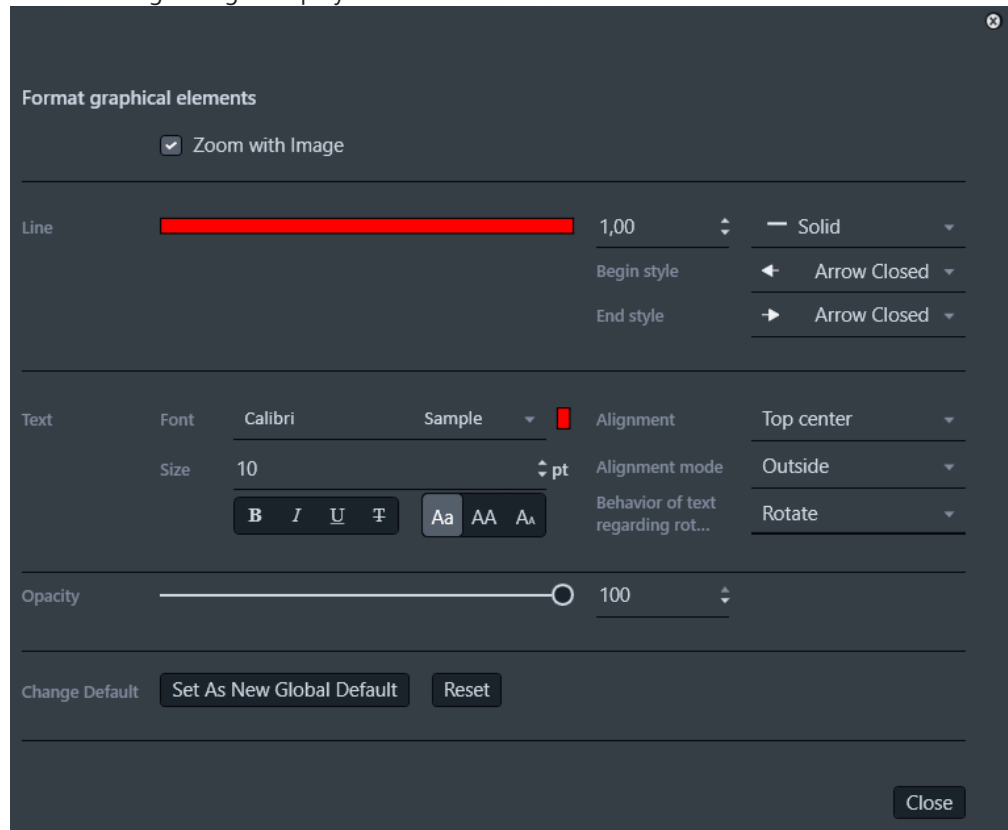 Format graphical elements
Zoom with Image
Line 1,00 Solid
Begin style Arrow Closed
End style Arrow Closed
Text Font Calibri Sample Alignment Top center
Size 10 pt Alignment mode Outside
B I U T Aa AA AA Behavior of text regarding rot... Rotate
Opacity 100
Change Default Set As New Global Default Reset
Close